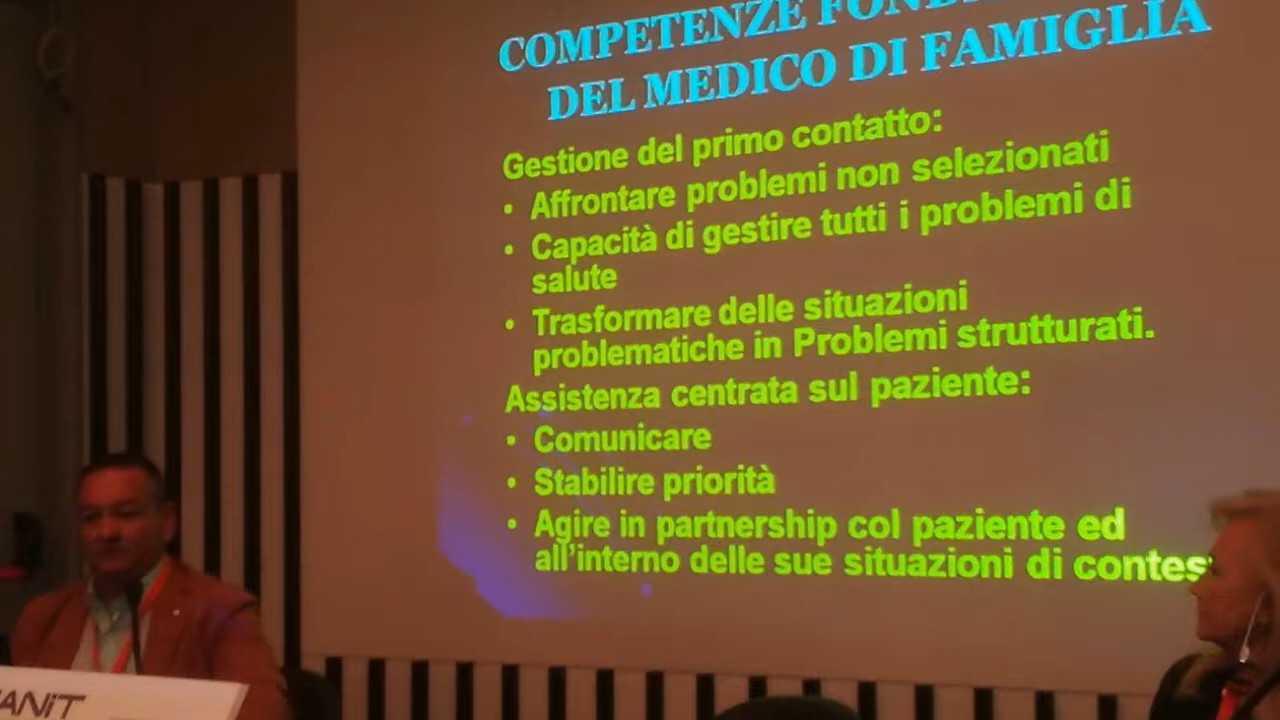 COMPETENZE
DEL MEDICO DI FAMIGLIA
Gestione del primo contatto:
• Affrontare problemi non selezionati
• Capacità di gestire tutti i problemi di
salute
• Trasformare delle situazioni
problematiche in Problemi strutturati.
Assistenza centrata sul paziente:
• Comunicare
• Stabilire priorità
• Agire in partnership col paziente ed
all'interno delle sue situazioni di